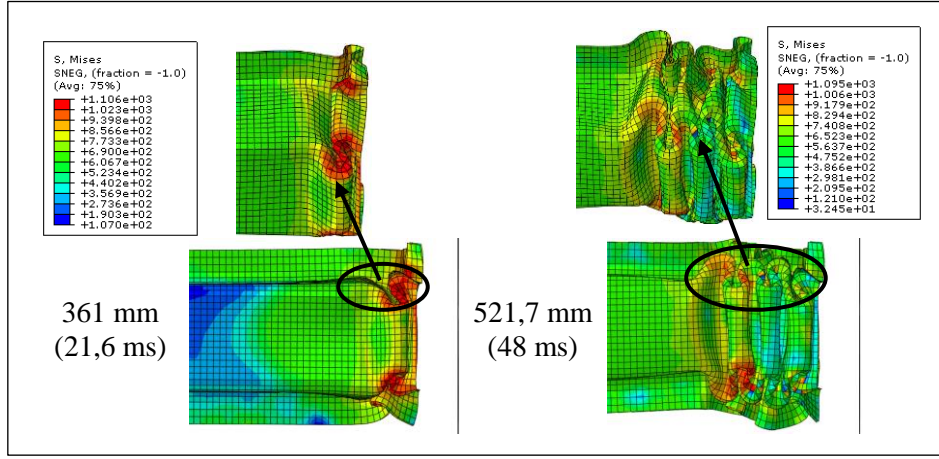 S, Mises
SNEG, (fraction = -1.0)
(Avg: 75%)
+1.106e+03
+1.023e+03
+9.398e+02
+8.566e+02
+7.733e+02
+6.900e+02
+6.067e+02
+5.234e+02
+4.402e+02
+3.569e+02
+2.736e+02
+1.903e+02
+1.070e+02
S, Mises
SNEG, (fraction = -1.0)
(Avg: 75%)
+1.095e+03
+1.006e+03
+9.179e+02
+8.294e+02
+7.408e+02
+6.523e+02
+5.637e+02
+4.752e+02
+3.866e+02
+2.981e+02
+2.095e+02
+1.210e+02
+3.245e+01
361 mm
(21,6 ms)
521,7 mm
(48 ms)